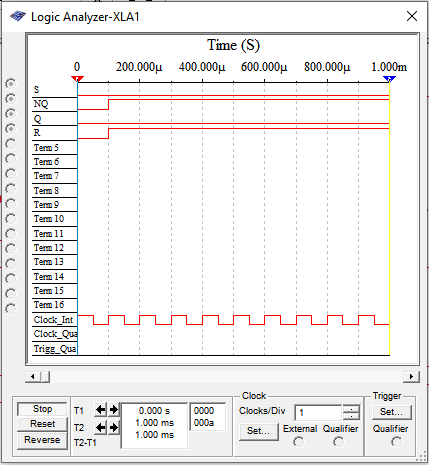 Logic Analyzer-XLA1
Time (S)
0 200.000µ 400.000µ 600.000µ 800.000µ 1.000m
S
NQ
Q
R
Term 5
Term 6
Term 7
Term 8
Term 9
Term 10
Term 11
Term 12
Term 13
Term 14
Term 15
Term 16
Clock_Int
Clock_Qua
Trigg_Qua
Stop
Reset
Reverse
T1 0.000 s 0000
T2 1.000 ms 000a
T2-T1 1.000 ms
Clock
Clocks/Div 1
Set... External Qualifier
Trigger
Set...
Qualifier